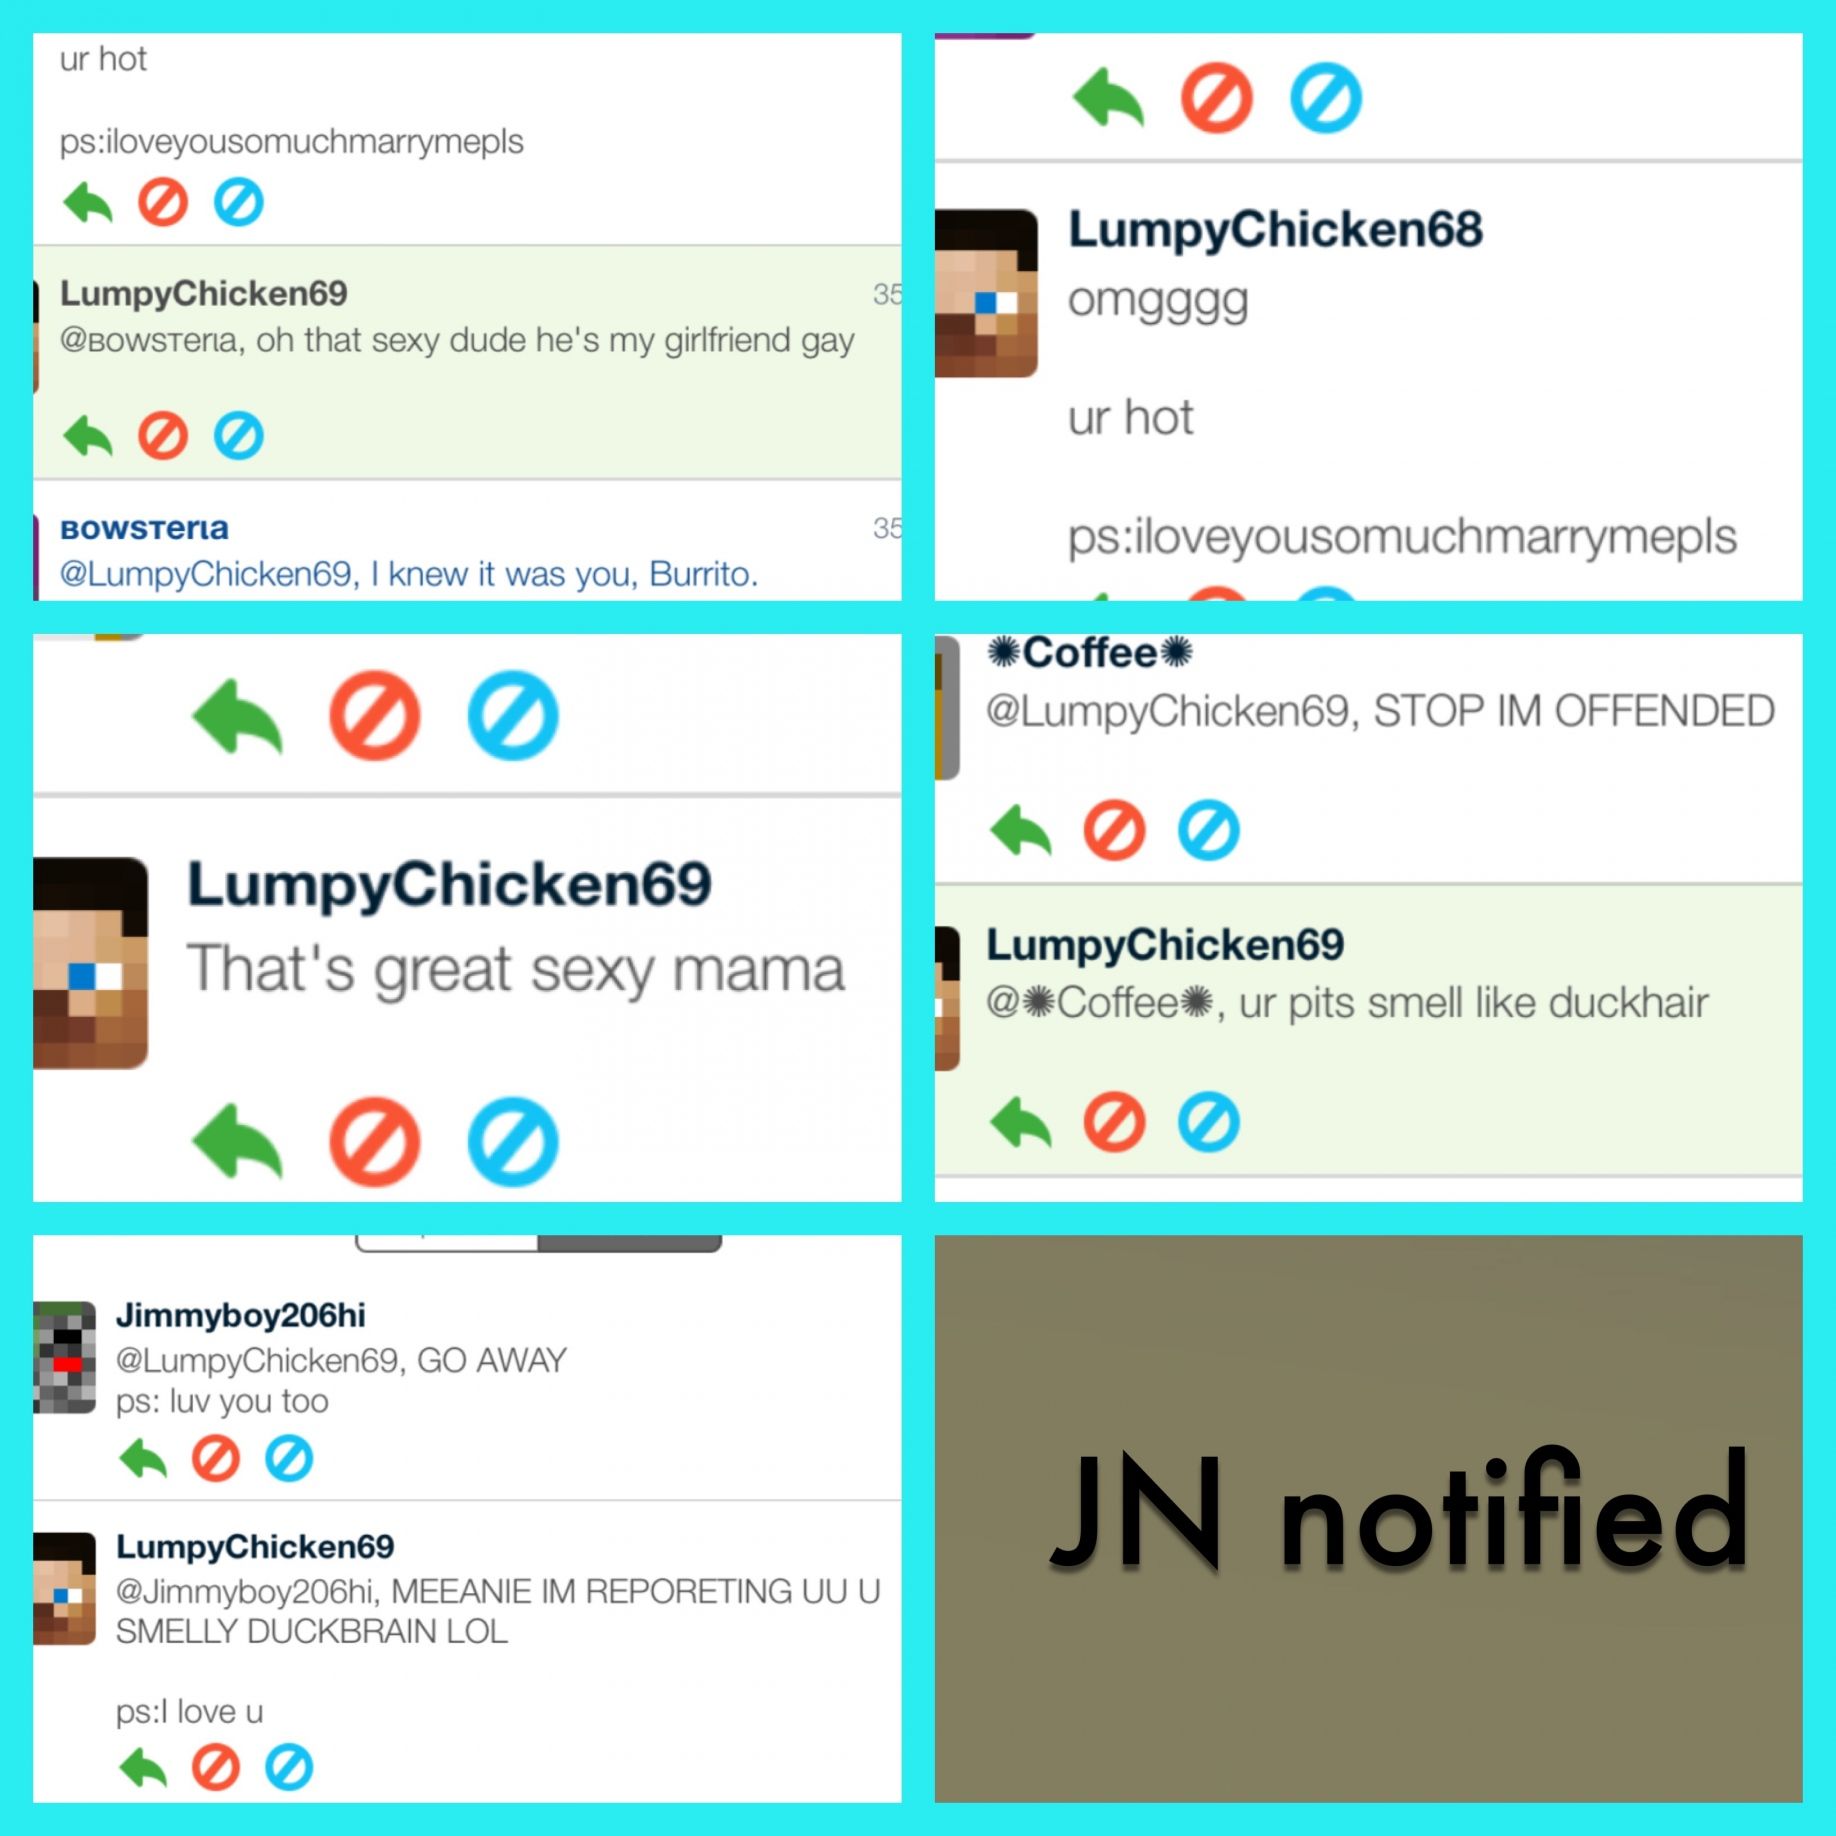 ur hot
ps:iloveyousomuchmarrymepls
LumpyChicken69
35
@ʙowsтerιa, oh that sexy dude he's my girlfriend gay
ʙowsтerιa
35
@LumpyChicken69, I knew it was you, Burrito.
LumpyChicken68
omgggg
ur hot
ps:iloveyousomuchmarrymepls
LumpyChicken69
That's great sexy mama
✺Coffee✺
@LumpyChicken69, STOP IM OFFENDED
LumpyChicken69
@✺Coffee✺, ur pits smell like duckhair
Jimmyboy206hi
@LumpyChicken69, GO AWAY
ps: luv you too
LumpyChicken69
@Jimmyboy206hi, MEEANIE IM REPORETING UU U
SMELLY DUCKBRAIN LOL
ps:I love u
JN notified